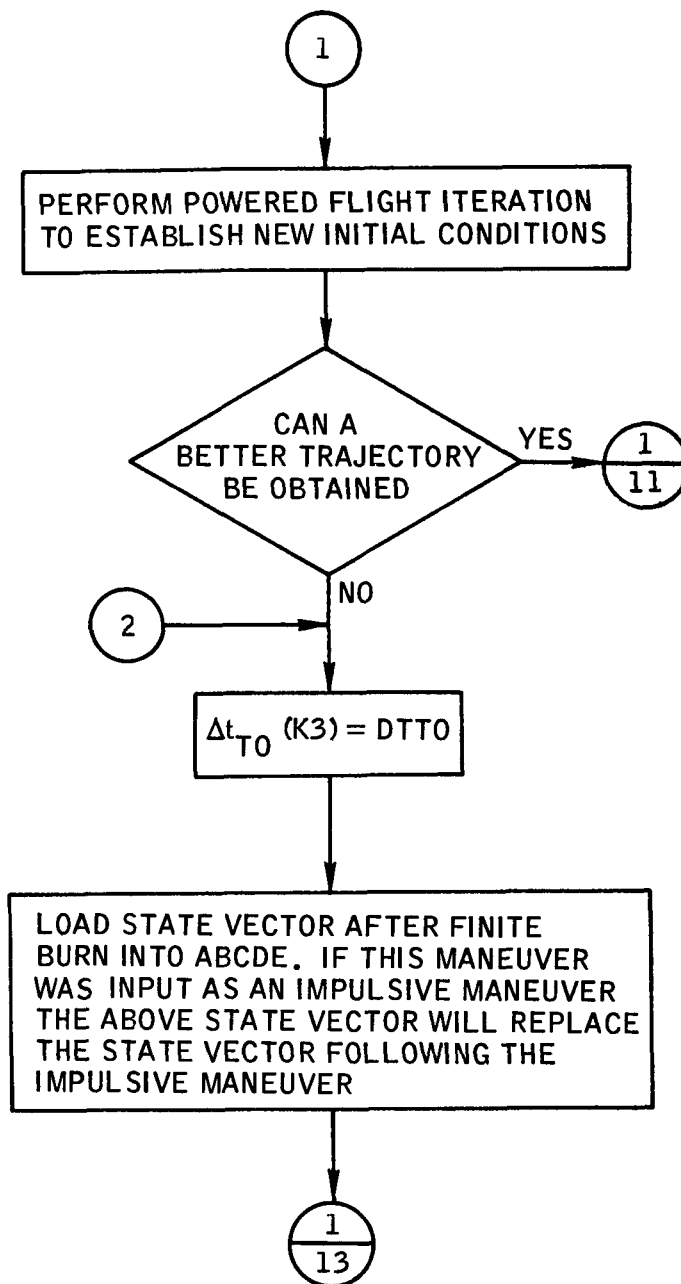 1
PERFORM POWERED FLIGHT ITERATION
TO ESTABLISH NEW INITIAL CONDITIONS
CAN A
BETTER TRAJECTORY
BE OBTAINED
YES
1
11
NO
2
Δt_TO (K3) = DTTO
LOAD STATE VECTOR AFTER FINITE
BURN INTO ABCDE. IF THIS MANEUVER
WAS INPUT AS AN IMPULSIVE MANEUVER
THE ABOVE STATE VECTOR WILL REPLACE
THE STATE VECTOR FOLLOWING THE
IMPULSIVE MANEUVER
1
13